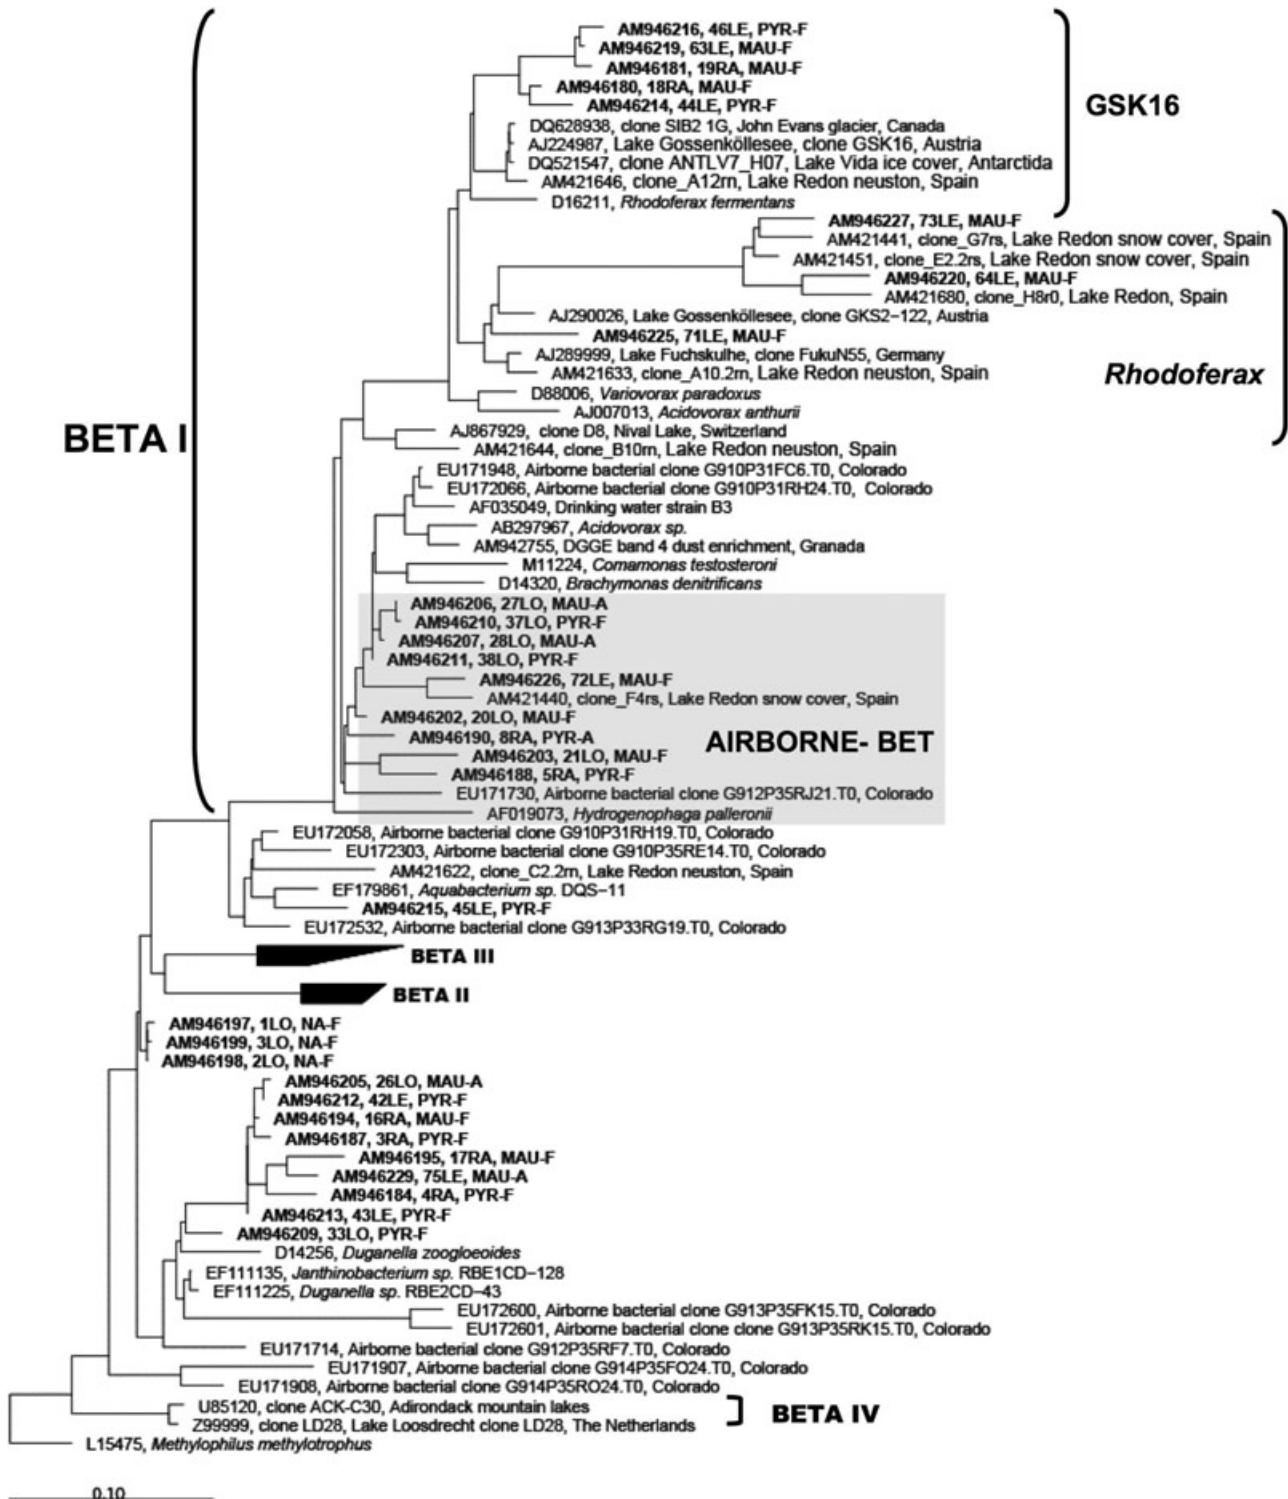 AM946216, 46LE, PYR-F
AM946219, 63LE, MAU-F
AM946181, 19RA, MAU-F
AM946180, 18RA, MAU-F
AM946214, 44LE, PYR-F
GSK16
DQ628938, clone SIB2 1G, John Evans glacier, Canada
AJ224987, Lake Gossenköllesee, clone GSK16, Austria
DQ521547, clone ANTLV7_H07, Lake Vida ice cover, Antarctida
AM421646, clone_A12rn, Lake Redon neuston, Spain
D16211, Rhodoferax fermentans
AM946227, 73LE, MAU-F
AM421441, clone_G7rs, Lake Redon snow cover, Spain
AM421451, clone_E2.2rs, Lake Redon snow cover, Spain
AM946220, 64LE, MAU-F
AM421680, clone_H8r0, Lake Redon, Spain
AJ290026, Lake Gossenköllesee, clone GKS2-122, Austria
AM946225, 71LE, MAU-F
AJ289999, Lake Fuchskulhe, clone FukuN55, Germany
AM421633, clone_A10.2rn, Lake Redon neuston, Spain
Rhodoferax
D88006, Variovorax paradoxus
AJ007013, Acidovorax anthurii
AJ867929, clone D8, Nival Lake, Switzerland
BETA I
AM421644, clone_B10rn, Lake Redon neuston, Spain
EU171948, Airborne bacterial clone G910P31FC6.T0, Colorado
EU172066, Airborne bacterial clone G910P31RH24.T0, Colorado
AF035049, Drinking water strain B3
AB297967, Acidovorax sp.
AM942755, DGGE band 4 dust enrichment, Granada
M11224, Comamonas testosteroni
D14320, Brachymonas denitrificans
AM946206, 27LO, MAU-A
AM946210, 37LO, PYR-F
AM946207, 28LO, MAU-A
AM946211, 38LO, PYR-F
AM946226, 72LE, MAU-F
AM421440, clone_F4rs, Lake Redon snow cover, Spain
AM946202, 20LO, MAU-F
AM946190, 8RA, PYR-A
AIRBORNE- BET
AM946203, 21LO, MAU-F
AM946188, 5RA, PYR-F
EU171730, Airborne bacterial clone G912P35RJ21.T0, Colorado
AF019073, Hydrogenophaga palleronii
EU172058, Airborne bacterial clone G910P31RH19.T0, Colorado
EU172303, Airborne bacterial clone G910P35RE14.T0, Colorado
AM421622, clone_C2.2rn, Lake Redon neuston, Spain
EF179861, Aquabacterium sp. DQS-11
AM946215, 45LE, PYR-F
EU172532, Airborne bacterial clone G913P33RG19.T0, Colorado
BETA III
BETA II
AM946197, 1LO, NA-F
AM946199, 3LO, NA-F
AM946198, 2LO, NA-F
AM946205, 26LO, MAU-A
AM946212, 42LE, PYR-F
AM946194, 16RA, MAU-F
AM946187, 3RA, PYR-F
AM946195, 17RA, MAU-F
AM946229, 75LE, MAU-A
AM946184, 4RA, PYR-F
AM946213, 43LE, PYR-F
AM946209, 33LO, PYR-F
D14256, Duganella zoogloeoides
EF111135, Janthinobacterium sp. RBE1CD-128
EF111225, Duganella sp. RBE2CD-43
EU172600, Airborne bacterial clone G913P35FK15.T0, Colorado
EU172601, Airborne bacterial clone clone G913P35RK15.T0, Colorado
EU171714, Airborne bacterial clone G912P35RF7.T0, Colorado
EU171907, Airborne bacterial clone G914P35FO24.T0, Colorado
EU171908, Airborne bacterial clone G914P35RO24.T0, Colorado
U85120, clone ACK-C30, Adirondack mountain lakes
BETA IV
Z99999, clone LD28, Lake Loosdrecht clone LD28, The Netherlands
L15475, Methylophilus methylotrophus
0.10